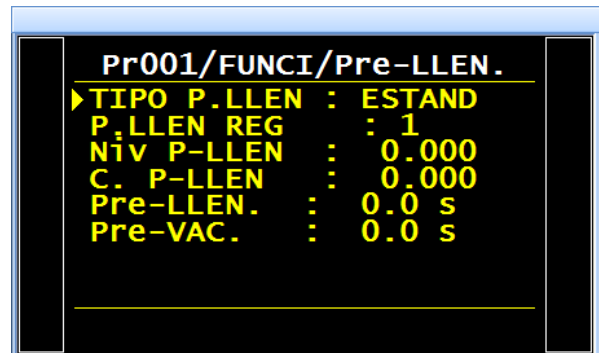 Pr001/FUNCI/Pre-LLEN.
TIPO P.LLEN : ESTAND
P.LLEN REG : 1
Niv P-LLEN : 0.000
C. P-LLEN : 0.000
Pre-LLEN. : 0.0 s
Pre-VAC. : 0.0 s